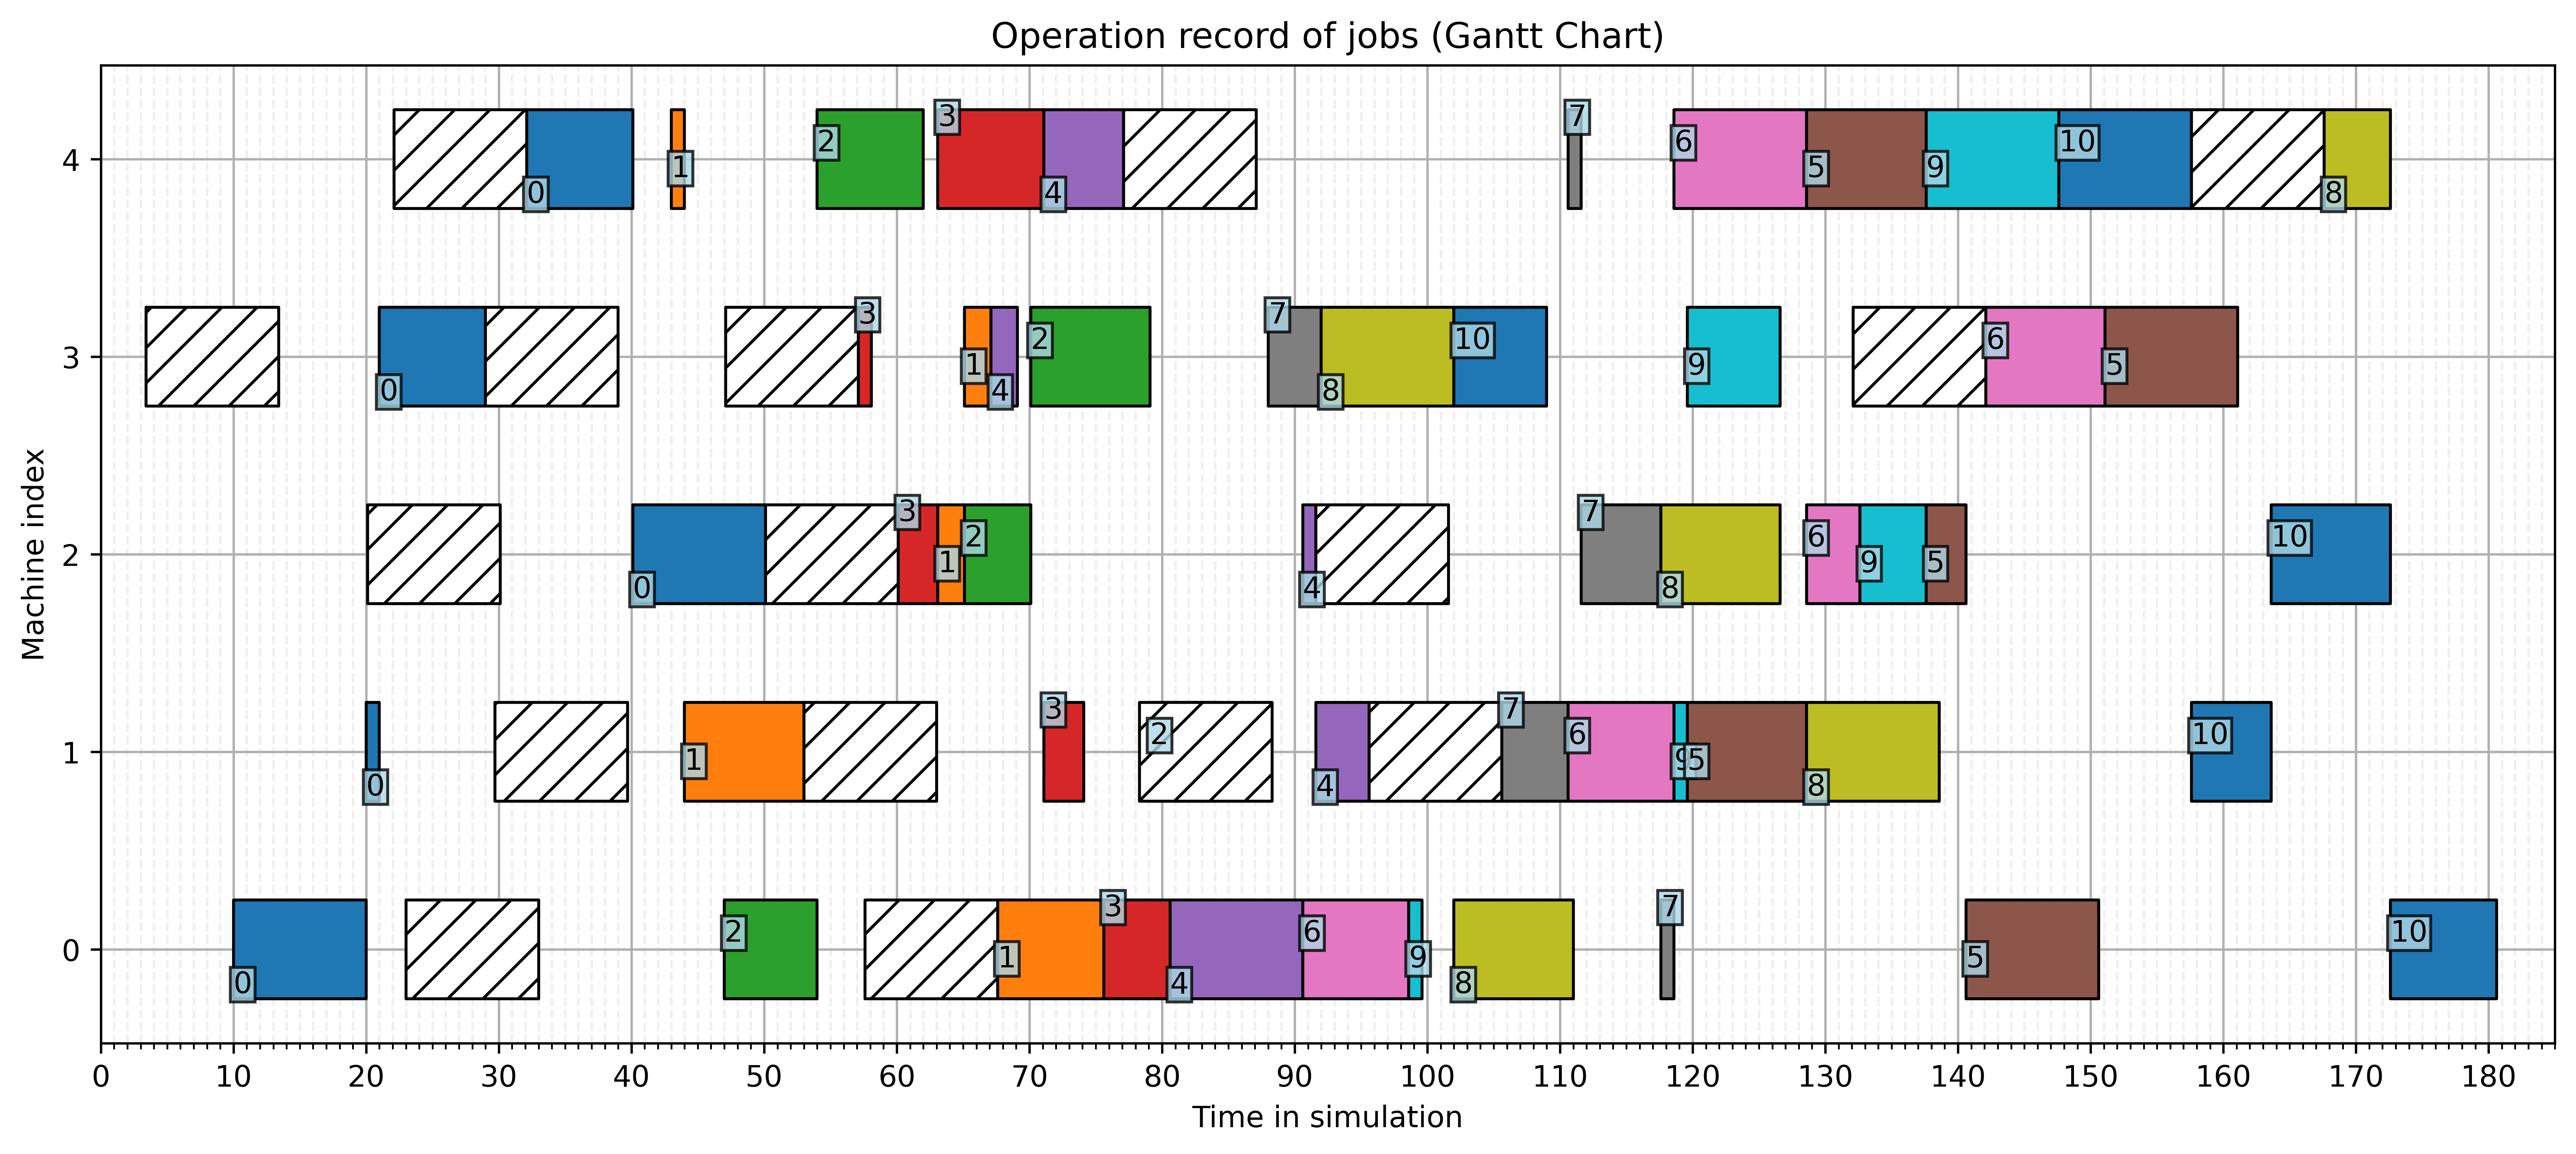 Operation record of jobs (Gantt Chart)
Machine index
4
0 1 2 3 4 7 6 5 9 10 8
3
0 3 1 4 2 7 8 10 9 6 5
2
0 3 1 2 4 7 8 6 9 5 10
1
0 1 3 2 4 7 6 9 5 8 10
0
0 2 1 3 4 6 9 8 7 5 10
0 10 20 30 40 50 60 70 80 90 100 110 120 130 140 150 160 170 180
Time in simulation